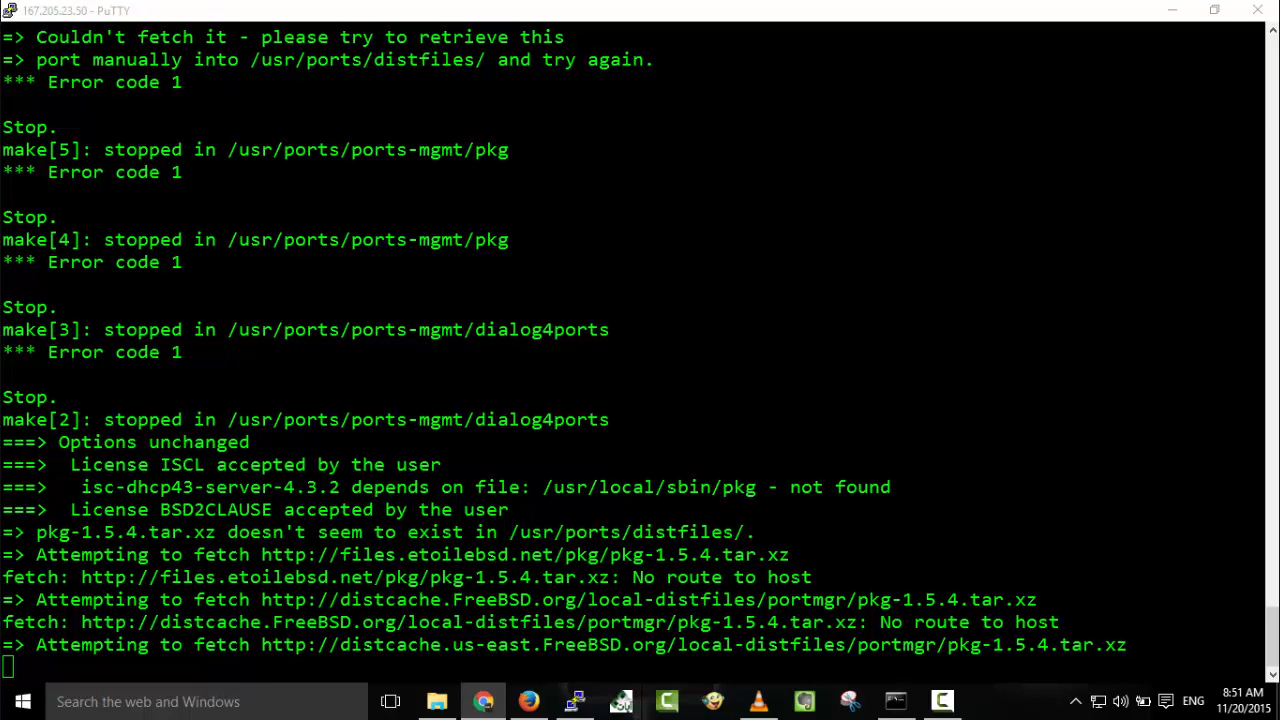 167.205.23.50 - PuTTY
=> Couldn't fetch it - please try to retrieve this
=> port manually into /usr/ports/distfiles/ and try again.
*** Error code 1
Stop.
make[5]: stopped in /usr/ports/ports-mgmt/pkg
*** Error code 1
Stop.
make[4]: stopped in /usr/ports/ports-mgmt/pkg
*** Error code 1
Stop.
make[3]: stopped in /usr/ports/ports-mgmt/dialog4ports
*** Error code 1
Stop.
make[2]: stopped in /usr/ports/ports-mgmt/dialog4ports
===> Options unchanged
===>  License ISCL accepted by the user
===>   isc-dhcp43-server-4.3.2 depends on file: /usr/local/sbin/pkg - not found
===>  License BSD2CLAUSE accepted by the user
=> pkg-1.5.4.tar.xz doesn't seem to exist in /usr/ports/distfiles/.
=> Attempting to fetch http://files.etoilebsd.net/pkg/pkg-1.5.4.tar.xz
fetch: http://files.etoilebsd.net/pkg/pkg-1.5.4.tar.xz: No route to host
=> Attempting to fetch http://distcache.FreeBSD.org/local-distfiles/portmgr/pkg-1.5.4.tar.xz
fetch: http://distcache.FreeBSD.org/local-distfiles/portmgr/pkg-1.5.4.tar.xz: No route to host
=> Attempting to fetch http://distcache.us-east.FreeBSD.org/local-distfiles/portmgr/pkg-1.5.4.tar.xz
Search the web and Windows
ENG
8:51 AM
11/20/2015